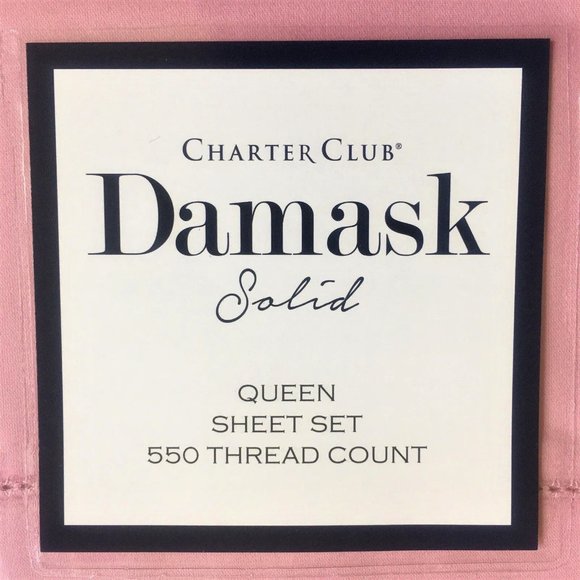 CHARTER CLUB®
Damask
Solid
QUEEN
SHEET SET
550 THREAD COUNT